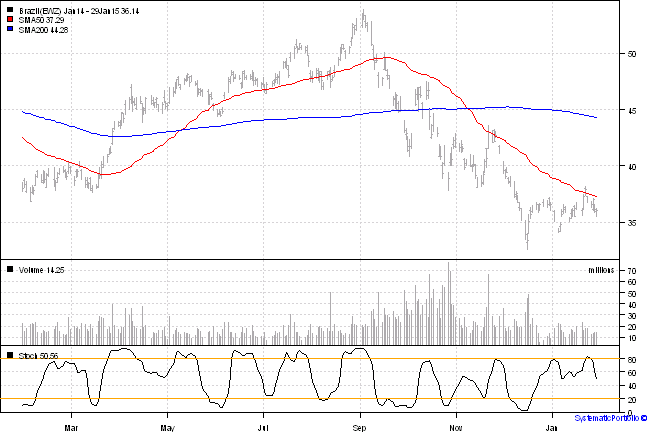 Brazil(EWZ) Jan14 - 29Jan15 36.14
SMA50 37.29
SMA200 44.28
50
45
40
35
Volume 14.25
millions
70
60
50
40
30
20
10
Stoch 50.56
80
60
40
20
0
Mar May Jul Sep Nov Jan
SystematicPortfolio ©